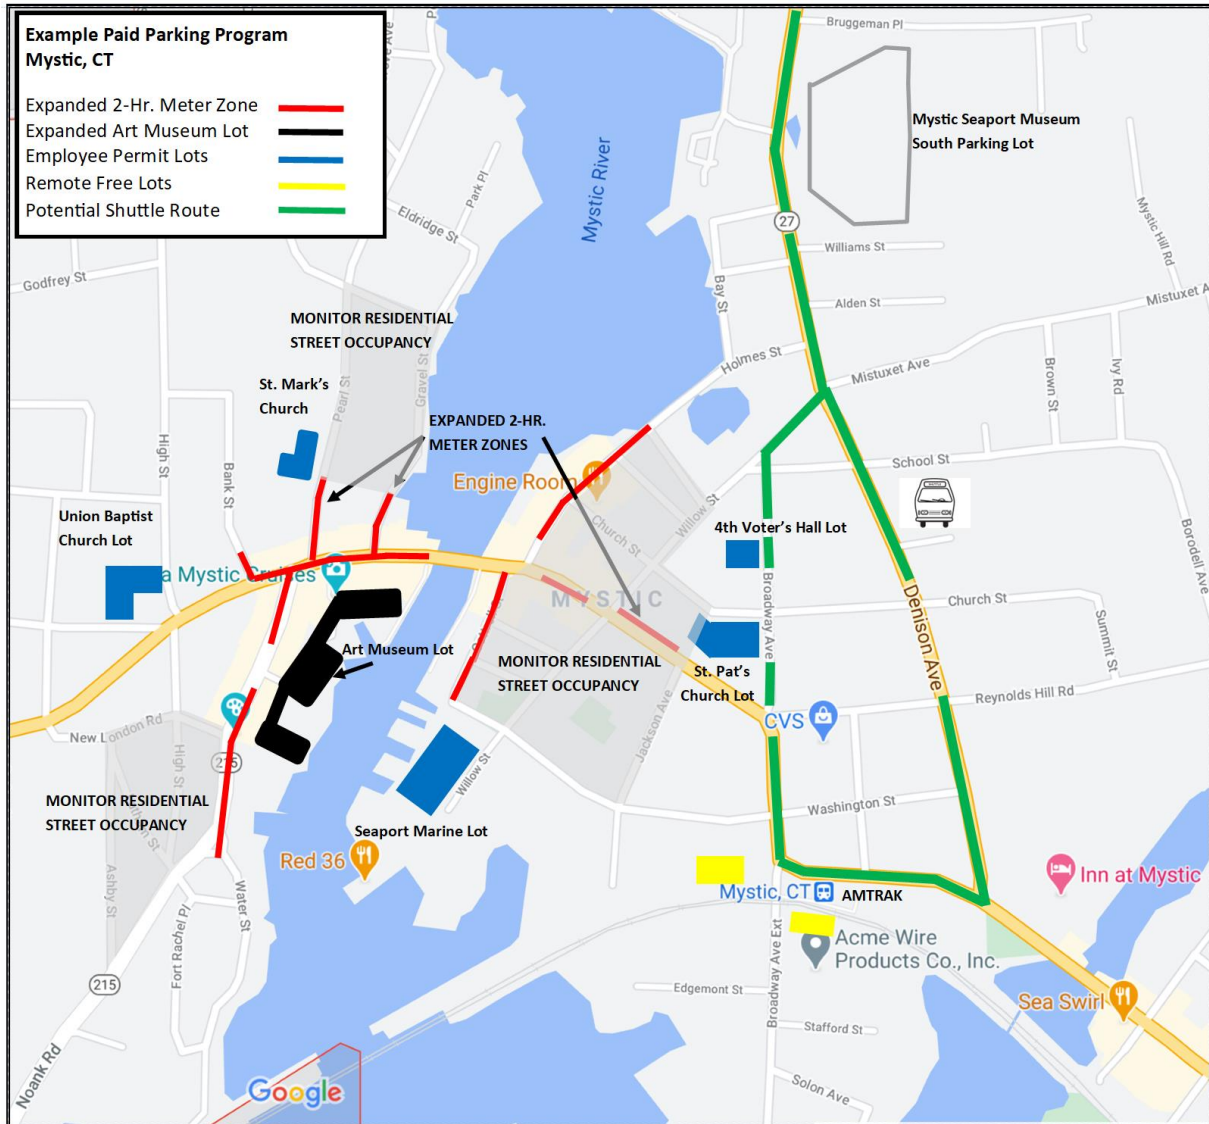 Example Paid Parking Program
Mystic, CT
Expanded 2-Hr. Meter Zone
Expanded Art Museum Lot
Employee Permit Lots
Remote Free Lots
Potential Shuttle Route
Bruggeman Pl
Mystic Seaport Museum
South Parking Lot
Mystic River
Park Pl
Eldridge St
Godfrey St
27
Williams St
Mystic Hill Rd
Bay St
Alden St
Mistuxet A
MONITOR RESIDENTIAL
STREET OCCUPANCY
Holmes St
Mistuxet Ave
Brown St
Ivy Rd
St. Mark's
Church
Pearl St
Gravel St
EXPANDED 2-HR.
METER ZONES
High St
Bank St
School St
Engine Room
Willow St
Union Baptist
Church Lot
Church St
4th Voter's Hall Lot
Borodell Ave
a Mystic Cruises
MYSTIC
Broadway Ave
Church St
Denison Ave
Summit St
Art Museum Lot
MONITOR RESIDENTIAL
STREET OCCUPANCY
St. Pat's
Church Lot
Reynolds Hill Rd
CVS
New London Rd
High St
215
Jackson Ave
Willow St
MONITOR RESIDENTIAL
STREET OCCUPANCY
Washington St
Seaport Marine Lot
Red 36
Ashby St
Water St
Fort Rachel Pl
Mystic, CT
AMTRAK
Inn at Mystic
Acme Wire
Products Co., Inc.
215
Edgemont St
Broadway Ave Ext
Sea Swirl
Stafford St
Noank Rd
Google
Solon Ave